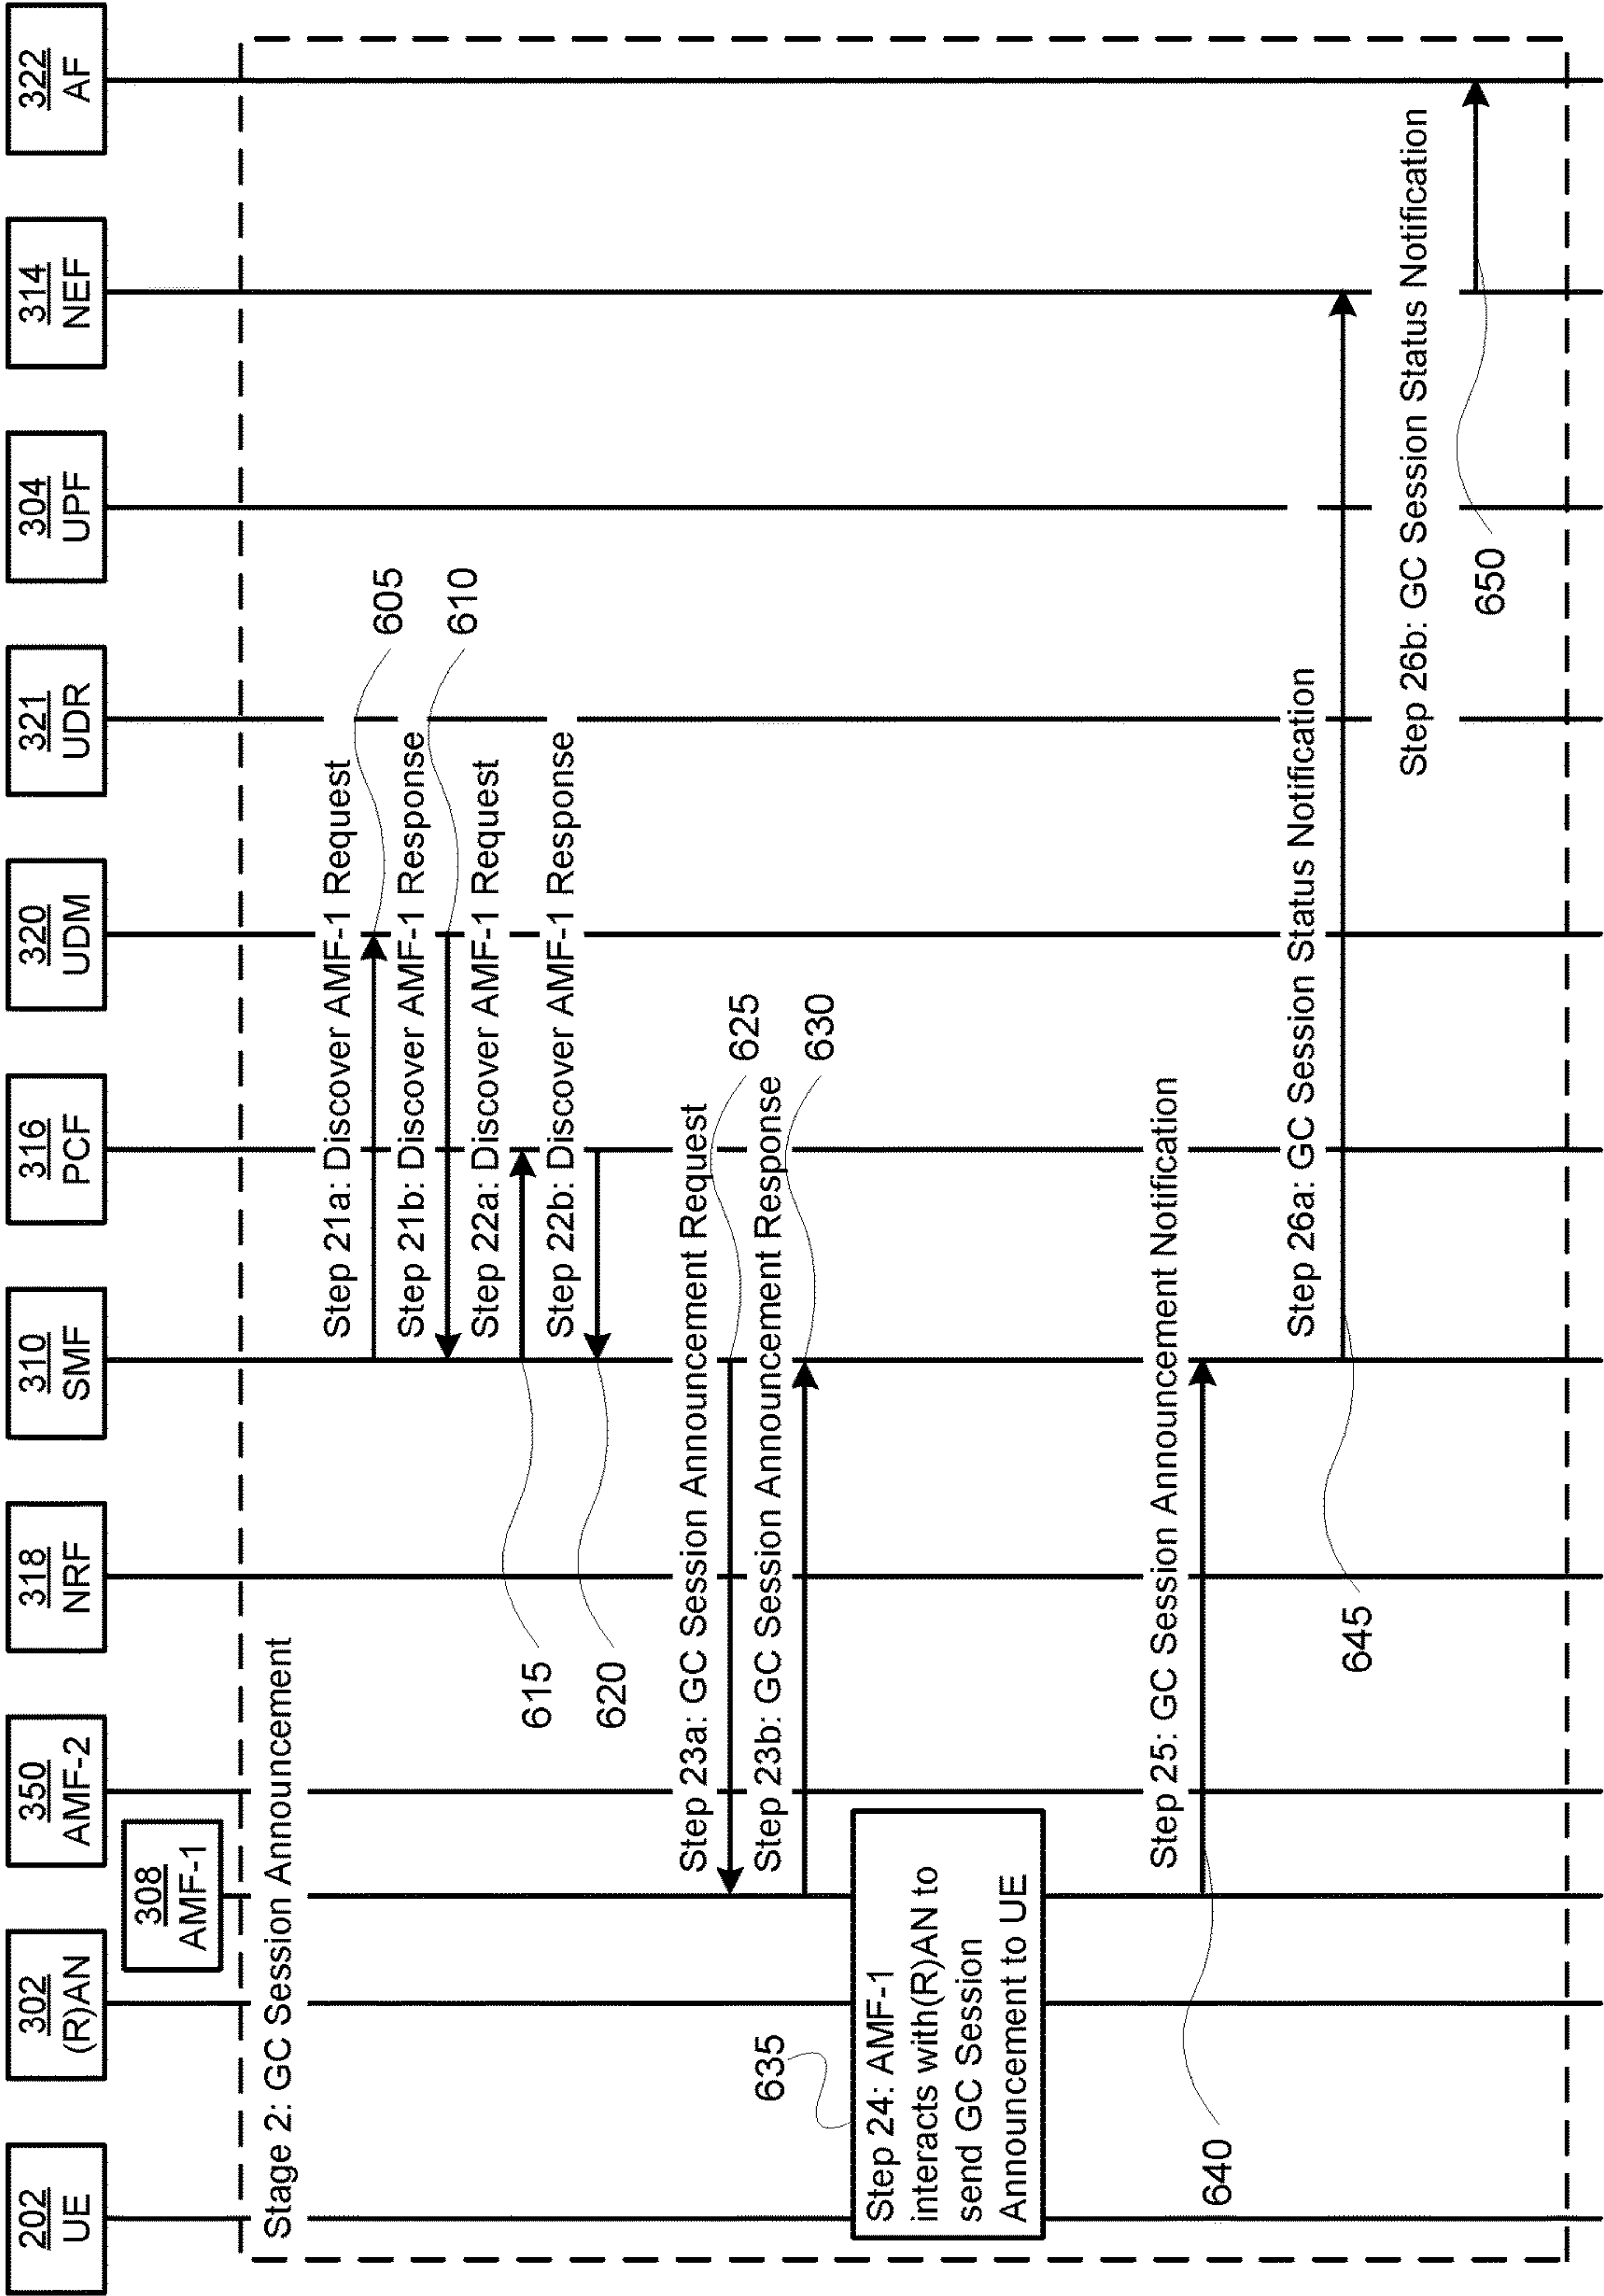 202
UE
302
(R)AN
308
AMF-1
350
AMF-2
318
NRF
310
SMF
316
PCF
320
UDM
321
UDR
304
UPF
314
NEF
322
AF
Stage 2: GC Session Announcement
Step 21a: Discover AMF-1 Request
605
Step 21b: Discover AMF-1 Response
610
Step 22a: Discover AMF-1 Request
615
Step 22b: Discover AMF-1 Response
620
Step 23a: GC Session Announcement Request
625
Step 23b: GC Session Announcement Response
630
635
Step 24: AMF-1
interacts with(R)AN to
send GC Session
Announcement to UE
Step 25: GC Session Announcement Notification
640
Step 26a: GC Session Status Notification
645
Step 26b: GC Session Status Notification
650